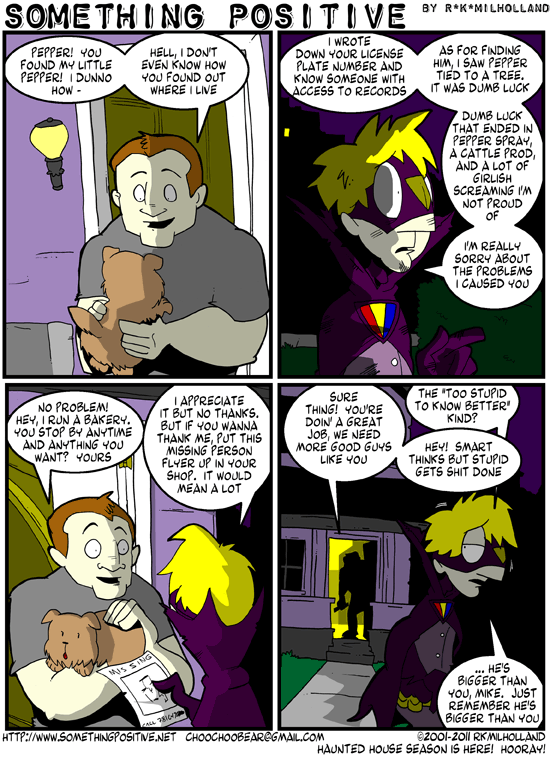 SOMETHING POSITIVE BY R*K*MILHOLLAND
PEPPER! YOU
FOUND MY LITTLE
PEPPER! I DUNNO
HOW -
HELL, I DON'T
EVEN KNOW HOW
YOU FOUND OUT
WHERE I LIVE
I WROTE
DOWN YOUR LICENSE
PLATE NUMBER AND
KNOW SOMEONE WITH
ACCESS TO RECORDS
AS FOR FINDING
HIM, I SAW PEPPER
TIED TO A TREE.
IT WAS DUMB LUCK
DUMB LUCK
THAT ENDED IN
PEPPER SPRAY,
A CATTLE PROD,
AND A LOT OF
GIRLISH
SCREAMING I'M
NOT PROUD
OF
I'M REALLY
SORRY ABOUT
THE PROBLEMS
I CAUSED YOU
NO PROBLEM!
HEY, I RUN A BAKERY.
YOU STOP BY ANYTIME
AND ANYTHING YOU
WANT? YOURS
I APPRECIATE
IT BUT NO THANKS.
BUT IF YOU WANNA
THANK ME, PUT THIS
MISSING PERSON
FLYER UP IN YOUR
SHOP. IT WOULD
MEAN A LOT
MISSING
SURE
THING! YOU'RE
DOIN' A GREAT
JOB, WE NEED
MORE GOOD GUYS
LIKE YOU
THE "TOO STUPID
TO KNOW BETTER"
KIND?
HEY! SMART
THINKS BUT STUPID
GETS SHIT DONE
... HE'S
BIGGER THAN
YOU, MIKE. JUST
REMEMBER HE'S
BIGGER THAN YOU
HTTP://WWW.SOMETHINGPOSITIVE.NET CHOOCHOOBEAR@GMAIL.COM ©2001-2011 RKMILHOLLAND
HAUNTED HOUSE SEASON IS HERE! HOORAY!